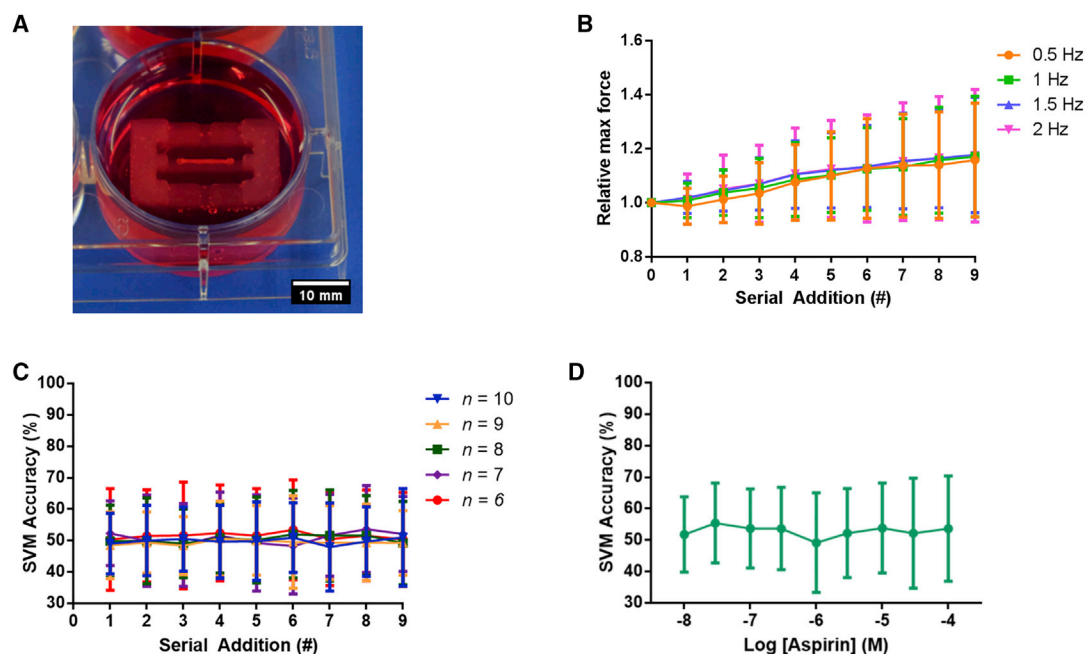 A
10 mm
B
Relative max force
1.6
1.4
1.2
1.0
0.8
0 1 2 3 4 5 6 7 8 9
Serial Addition (#)
0.5 Hz
1 Hz
1.5 Hz
2 Hz
C
SVM Accuracy (%)
100
90
80
70
60
50
40
30
0 1 2 3 4 5 6 7 8 9
Serial Addition (#)
n = 10
n = 9
n = 8
n = 7
n = 6
D
SVM Accuracy (%)
100
90
80
70
60
50
40
30
-8 -7 -6 -5 -4
Log [Aspirin] (M)